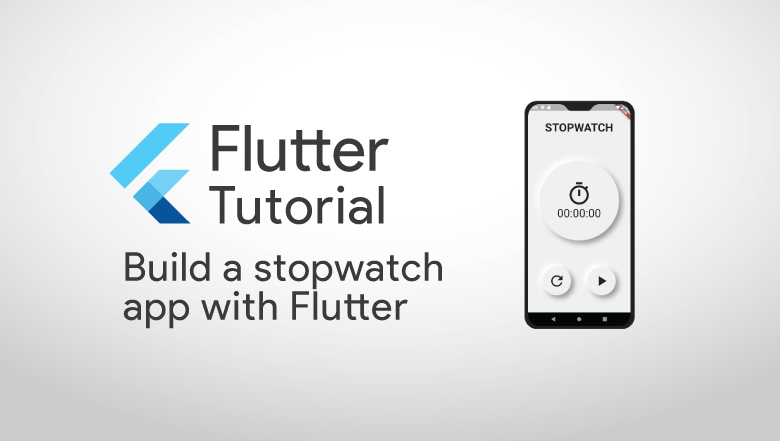 Flutter
Tutorial
Build a stopwatch
app with Flutter
STOPWATCH
00:00:00